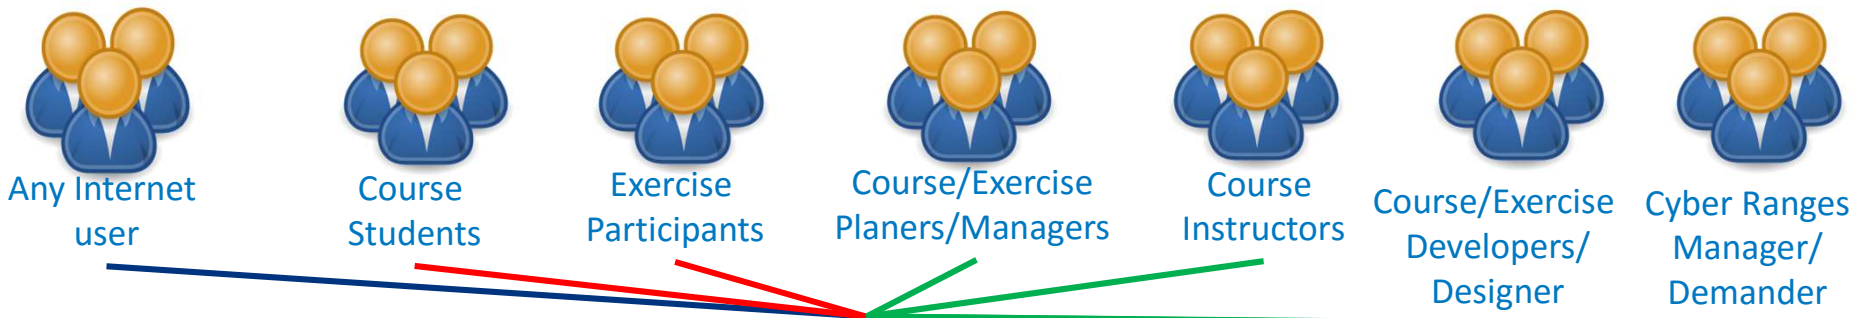 Any Internet
user
Course
Students
Exercise
Participants
Course/Exercise
Planers/Managers
Course
Instructors
Course/Exercise
Developers/
Designer
Cyber Ranges
Manager/
Demander